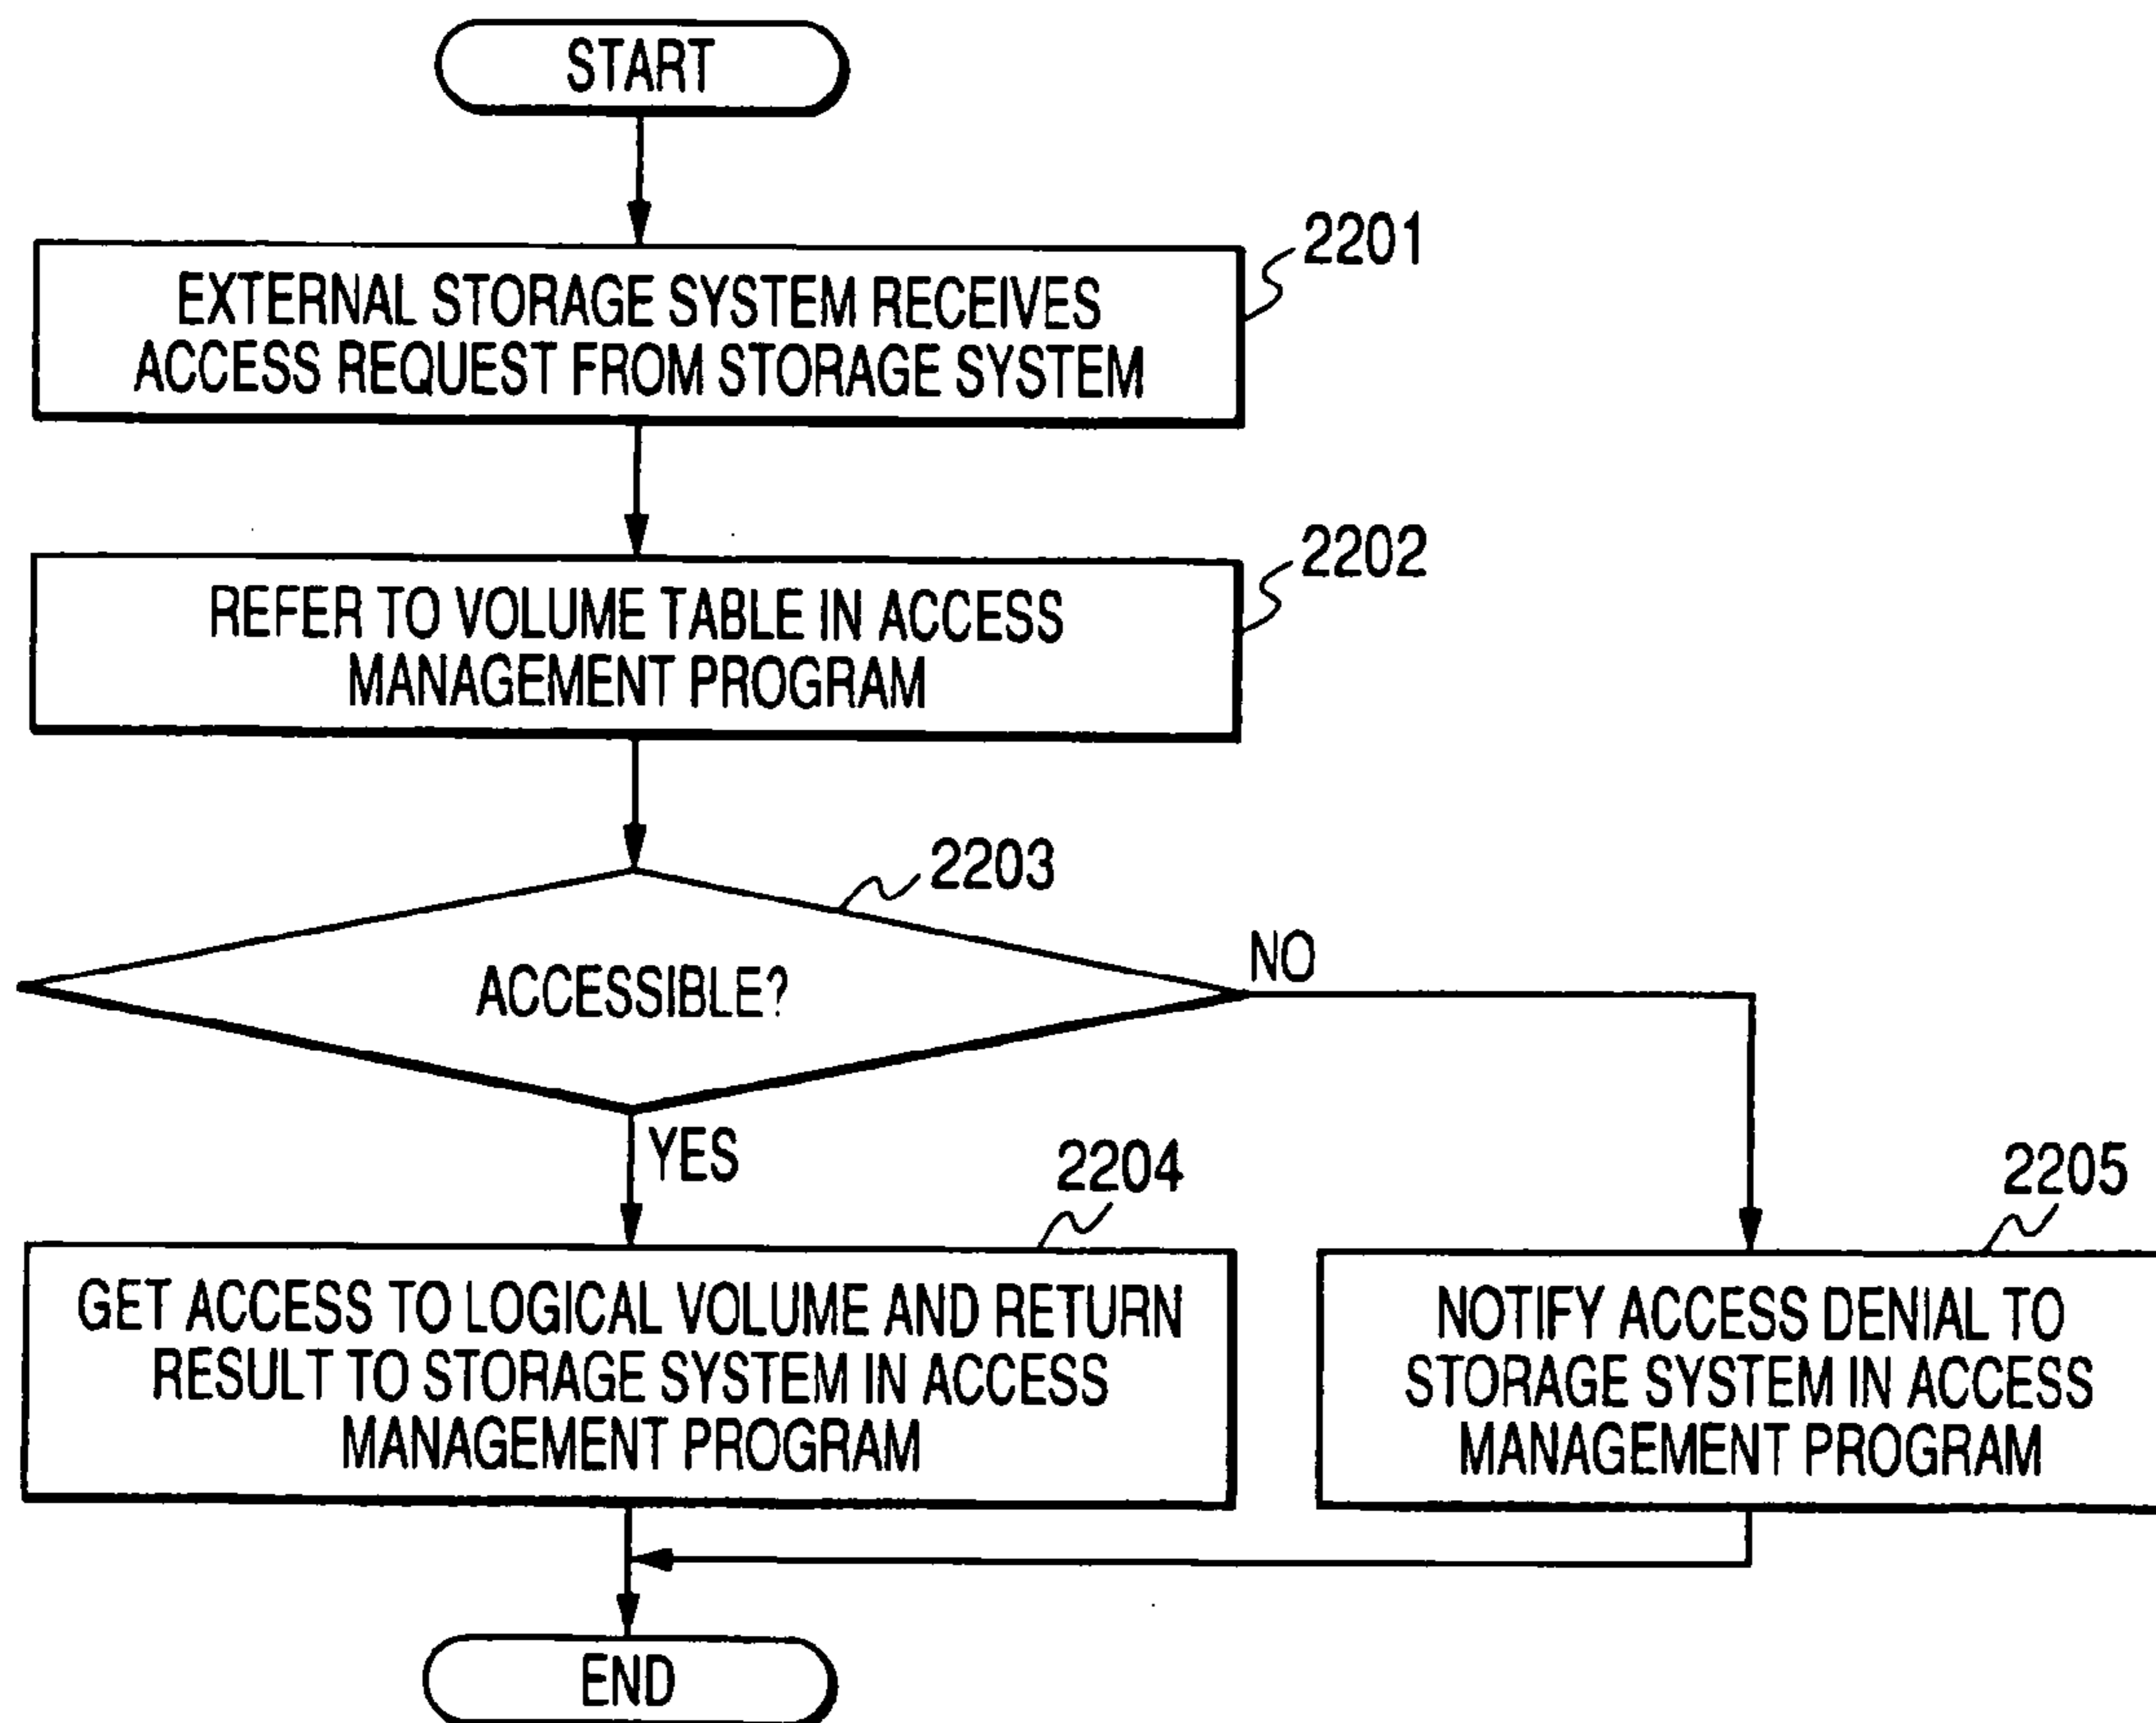 START
2201
EXTERNAL STORAGE SYSTEM RECEIVES
ACCESS REQUEST FROM STORAGE SYSTEM
2202
REFER TO VOLUME TABLE IN ACCESS
MANAGEMENT PROGRAM
2203
ACCESSIBLE?
NO
YES
2204
GET ACCESS TO LOGICAL VOLUME AND RETURN
RESULT TO STORAGE SYSTEM IN ACCESS
MANAGEMENT PROGRAM
2205
NOTIFY ACCESS DENIAL TO
STORAGE SYSTEM IN ACCESS
MANAGEMENT PROGRAM
END